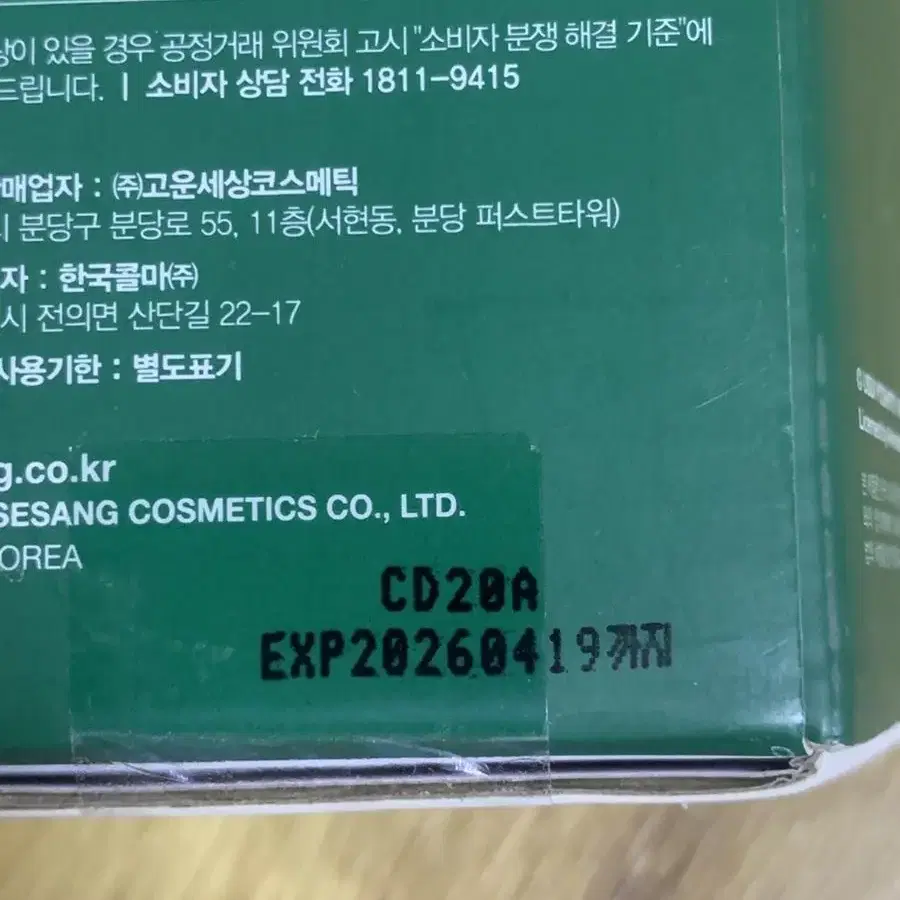 있을 경우 공정거래 위원회 고시 "소비자 분쟁 해결 기준"에
드립니다. | 소비자 상담 전화 1811-9415
매업자 : ㈜고운세상코스메틱
분당구 분당로 55, 11층(서현동, 분당 퍼스트타워)
자 : 한국콜마㈜
시 전의면 산단길 22-17
사용기한 : 별도표기
g.co.kr
SESANG COSMETICS CO., LTD.
OREA
CD20A
EXP20260419까지